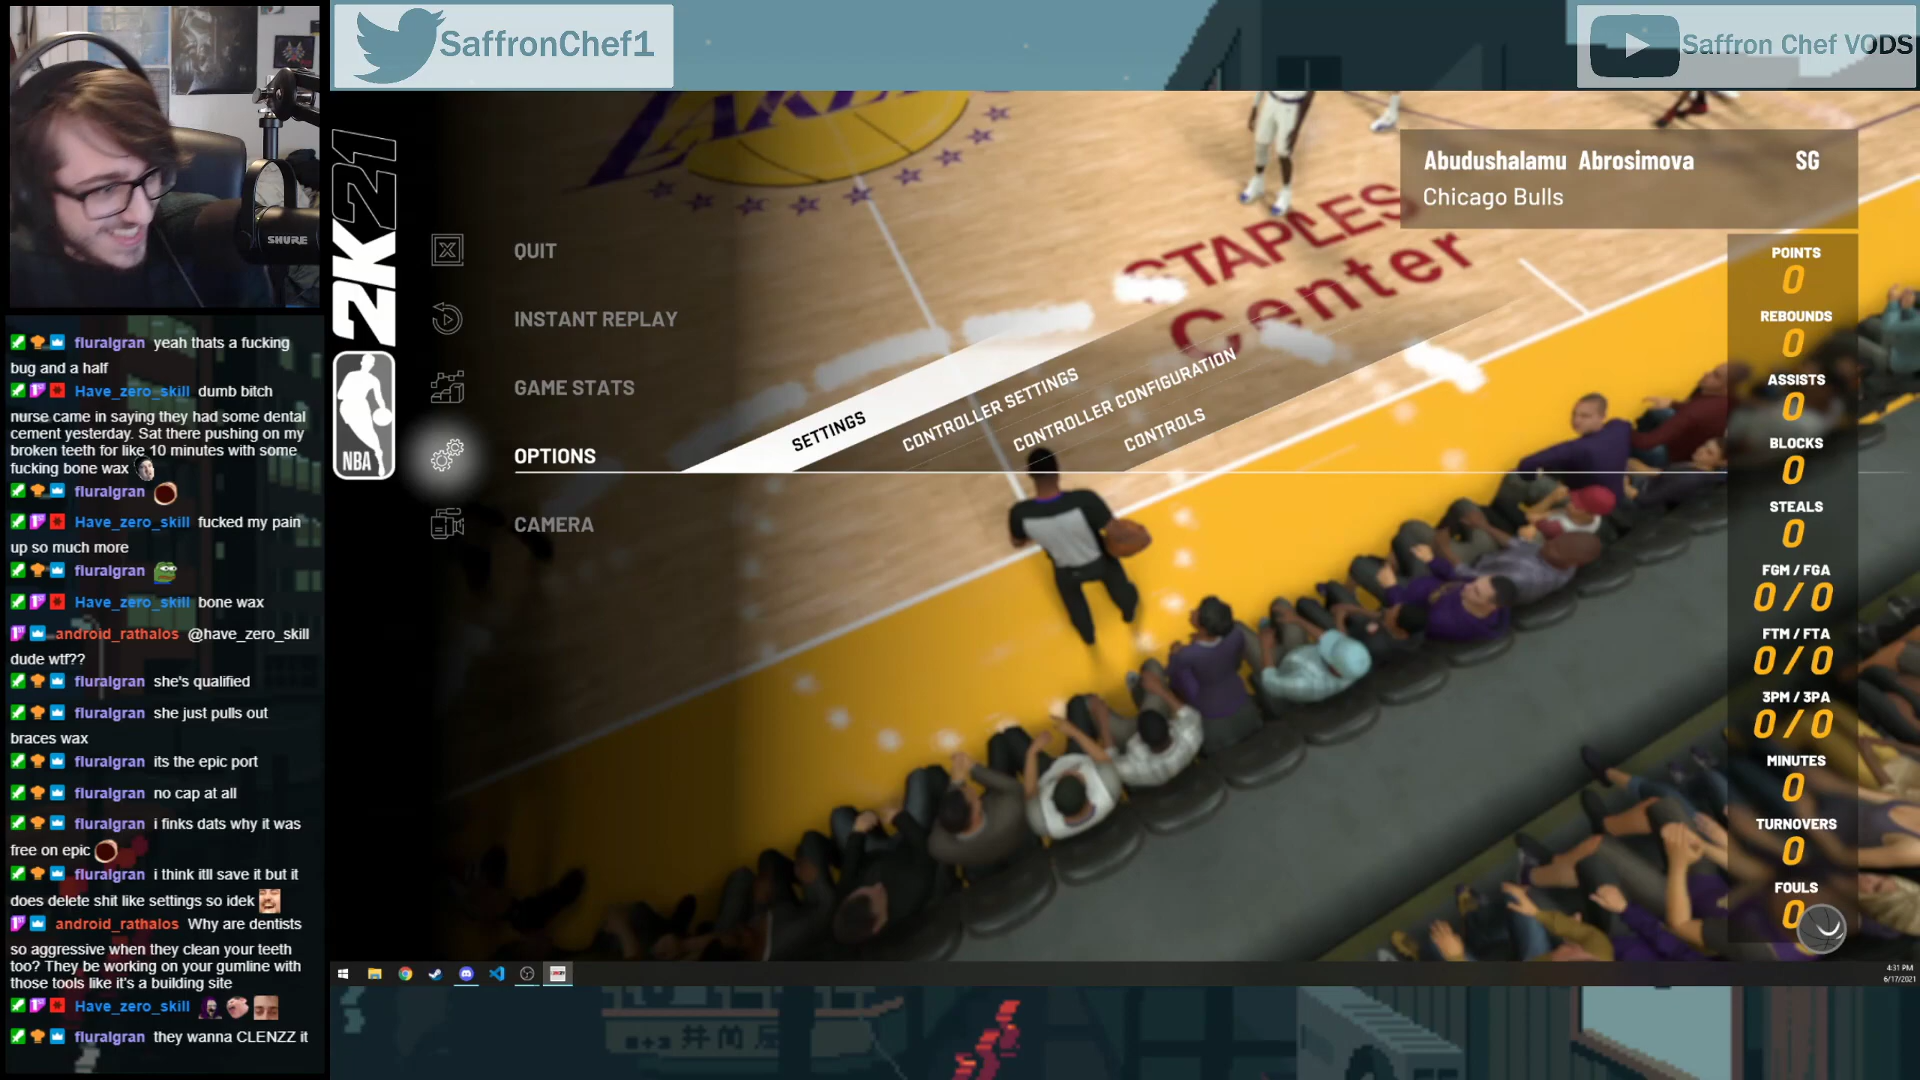 SaffronChef1
Saffron Chef VODS
SHURE
fluralgran yeah thats a fucking
bug and a half
Have_zero_skill dumb bitch
nurse came in saying they had some dental
cement yesterday. Sat there pushing on my
broken teeth for like 10 minutes with some
fucking bone wax
fluralgran
Have_zero_skill fucked my pain
up so much more
fluralgran
Have_zero_skill bone wax
android_rathalos @have_zero_skill
dude wtf??
fluralgran she's qualified
fluralgran she just pulls out
braces wax
fluralgran its the epic port
fluralgran no cap at all
fluralgran i finks dats why it was
free on epic
fluralgran i think itll save it but it
does delete shit like settings so idek
android_rathalos Why are dentists
so aggressive when they clean your teeth
too? They be working on your gumline with
those tools like it's a building site
Have_zero_skill
fluralgran they wanna CLENZZ it
2K21
NBA
QUIT
INSTANT REPLAY
GAME STATS
OPTIONS
CAMERA
SETTINGS
CONTROLLER SETTINGS
CONTROLLER CONFIGURATION
CONTROLS
LAKERS
STAPLES
Center
Abudushalamu Abrosimova SG
Chicago Bulls
POINTS
0
REBOUNDS
0
ASSISTS
0
BLOCKS
0
STEALS
0
FGM / FGA
0 / 0
FTM / FTA
0 / 0
3PM / 3PA
0 / 0
MINUTES
0
TURNOVERS
0
FOULS
0
4:31 PM
6/17/2021